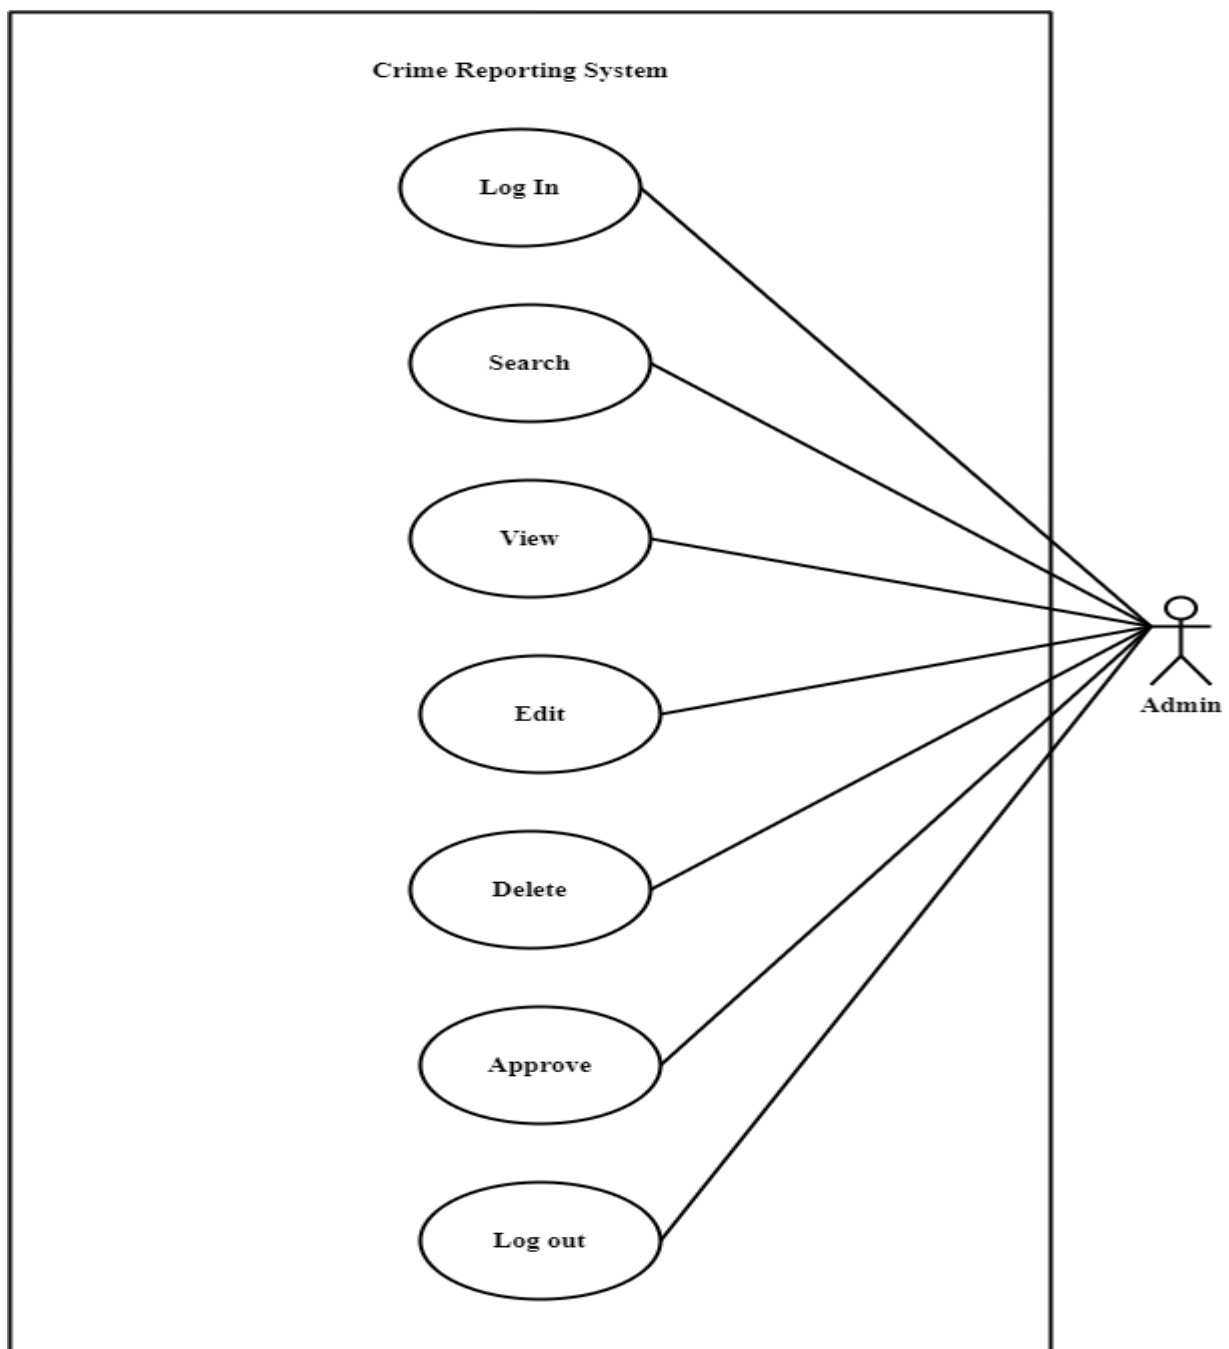 Crime Reporting System
Log In
Search
View
Edit
Admin
Delete
Approve
Log out